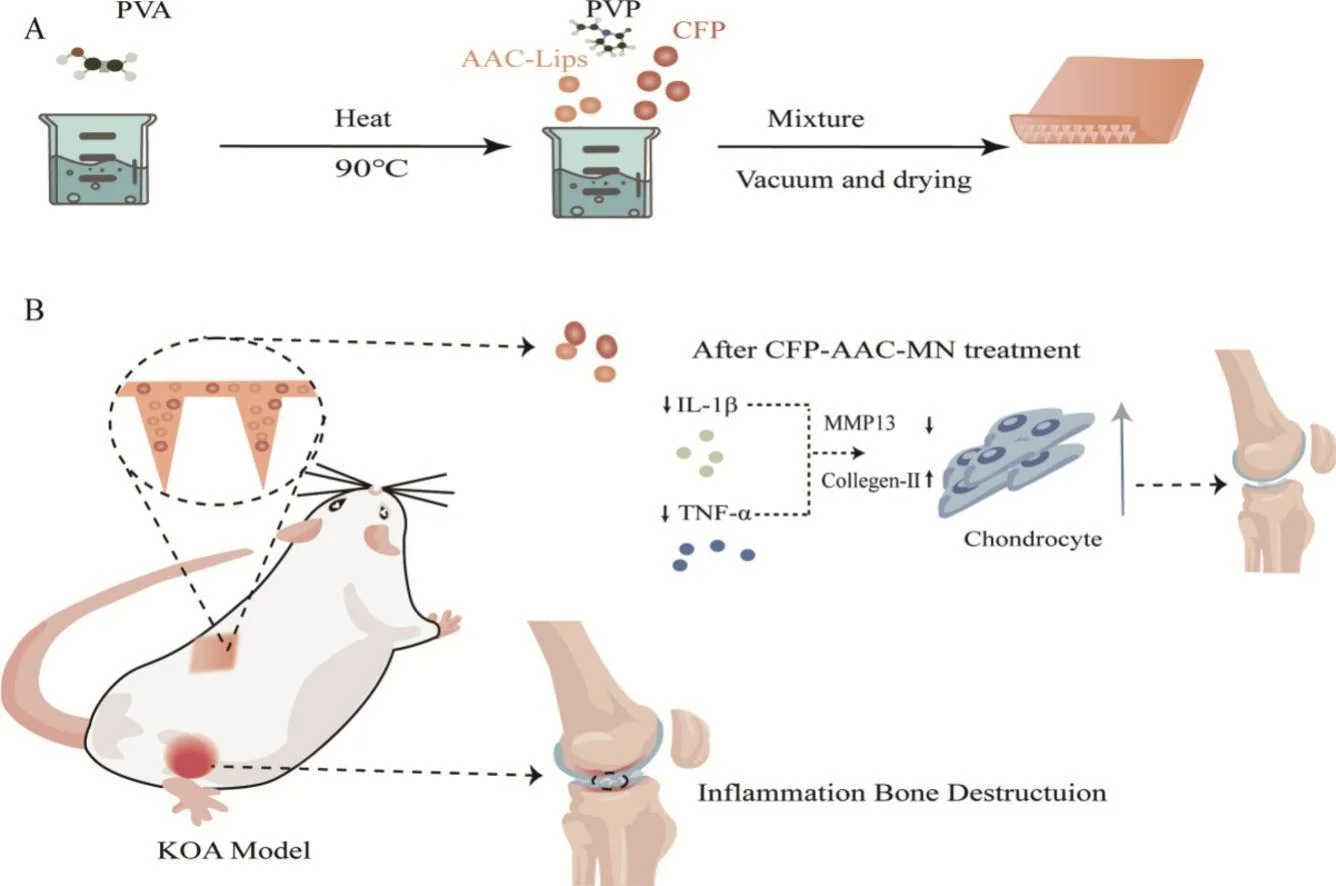 A
PVA
Heat
90°C
PVP
CFP
AAC-Lips
Mixture
Vacuum and drying
B
After CFP-AAC-MN treatment
↓ IL-1β
MMP13 ↓
Collegen-II ↑
↓ TNF-α
Chondrocyte
Inflammation Bone Destructuion
KOA Model